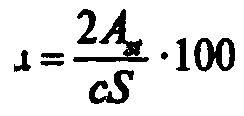 = 2A / cS · 100